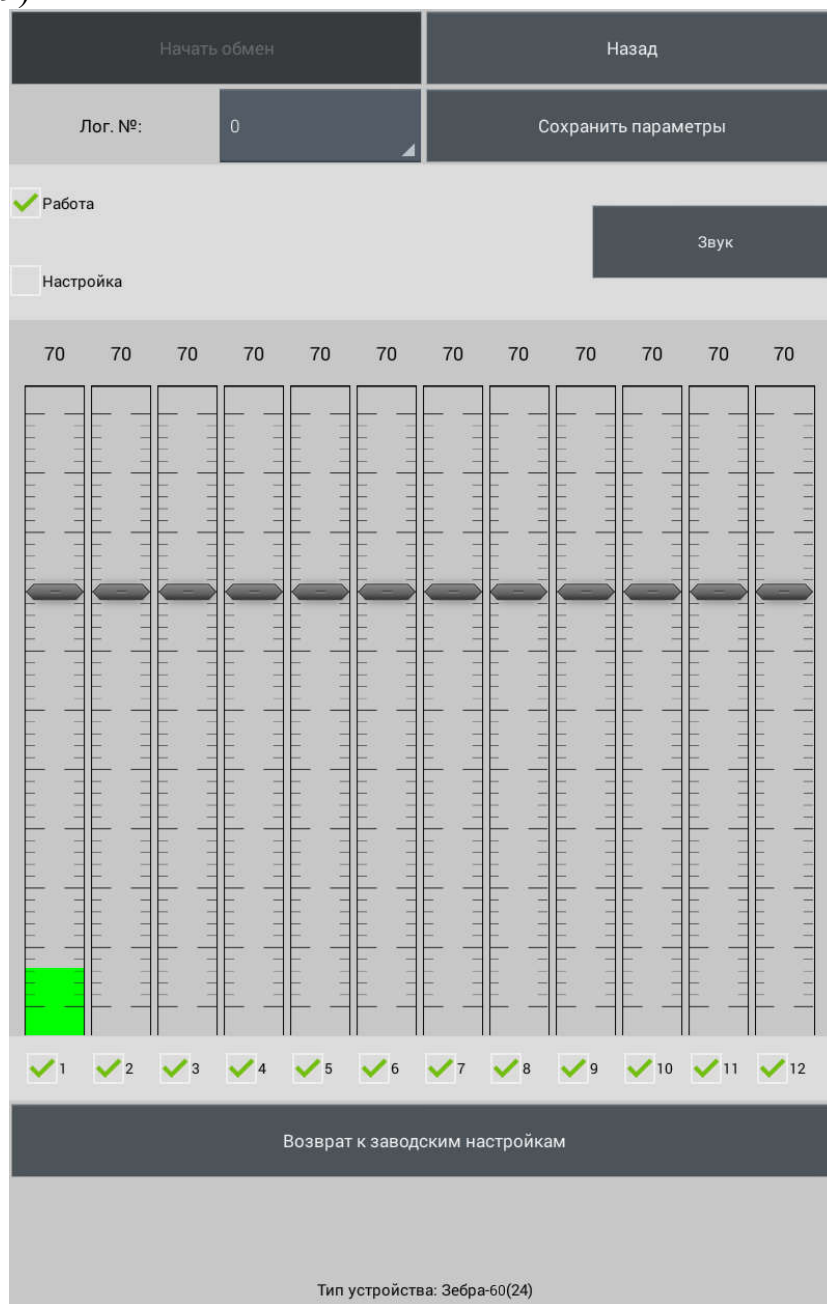 Начать обмен Назад
Лог. №: 0 Сохранить параметры
Работа
Звук
Настройка
70 70 70 70 70 70 70 70 70 70 70 70
1 2 3 4 5 6 7 8 9 10 11 12
Возврат к заводским настройкам
Тип устройства: Зебра-60(24)